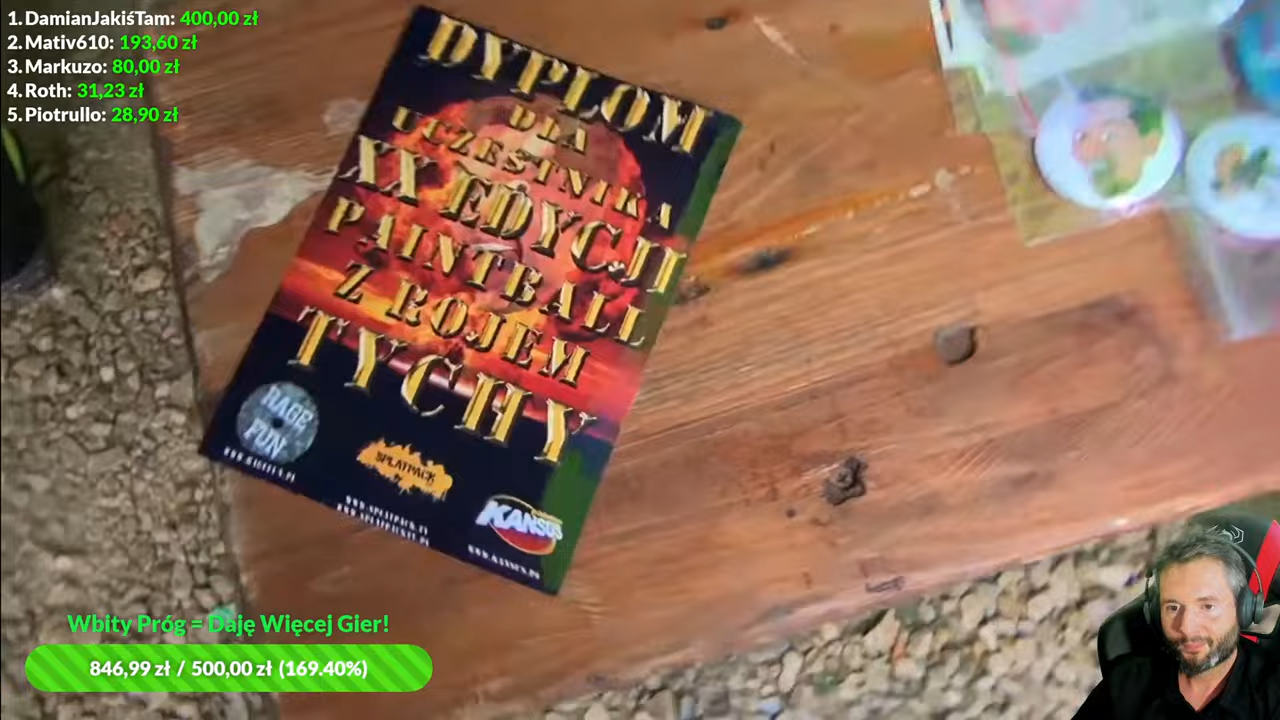 1. DamianJakiśTam: 400,00 zł
2. Mativ610: 193,60 zł
3. Markuzo: 80,00 zł
4. Roth: 31,23 zł
5. Piotrullo: 28,90 zł
DYPLOM
DLA
UCZESTNIKA
XX EDYCJI
PAINTBALL
Z ROJEM
TYCHY
RAGE
FUN
SPLATPACK
KANSUS
Wbity Próg = Daję Więcej Gier!
846,99 zł / 500,00 zł (169.40%)